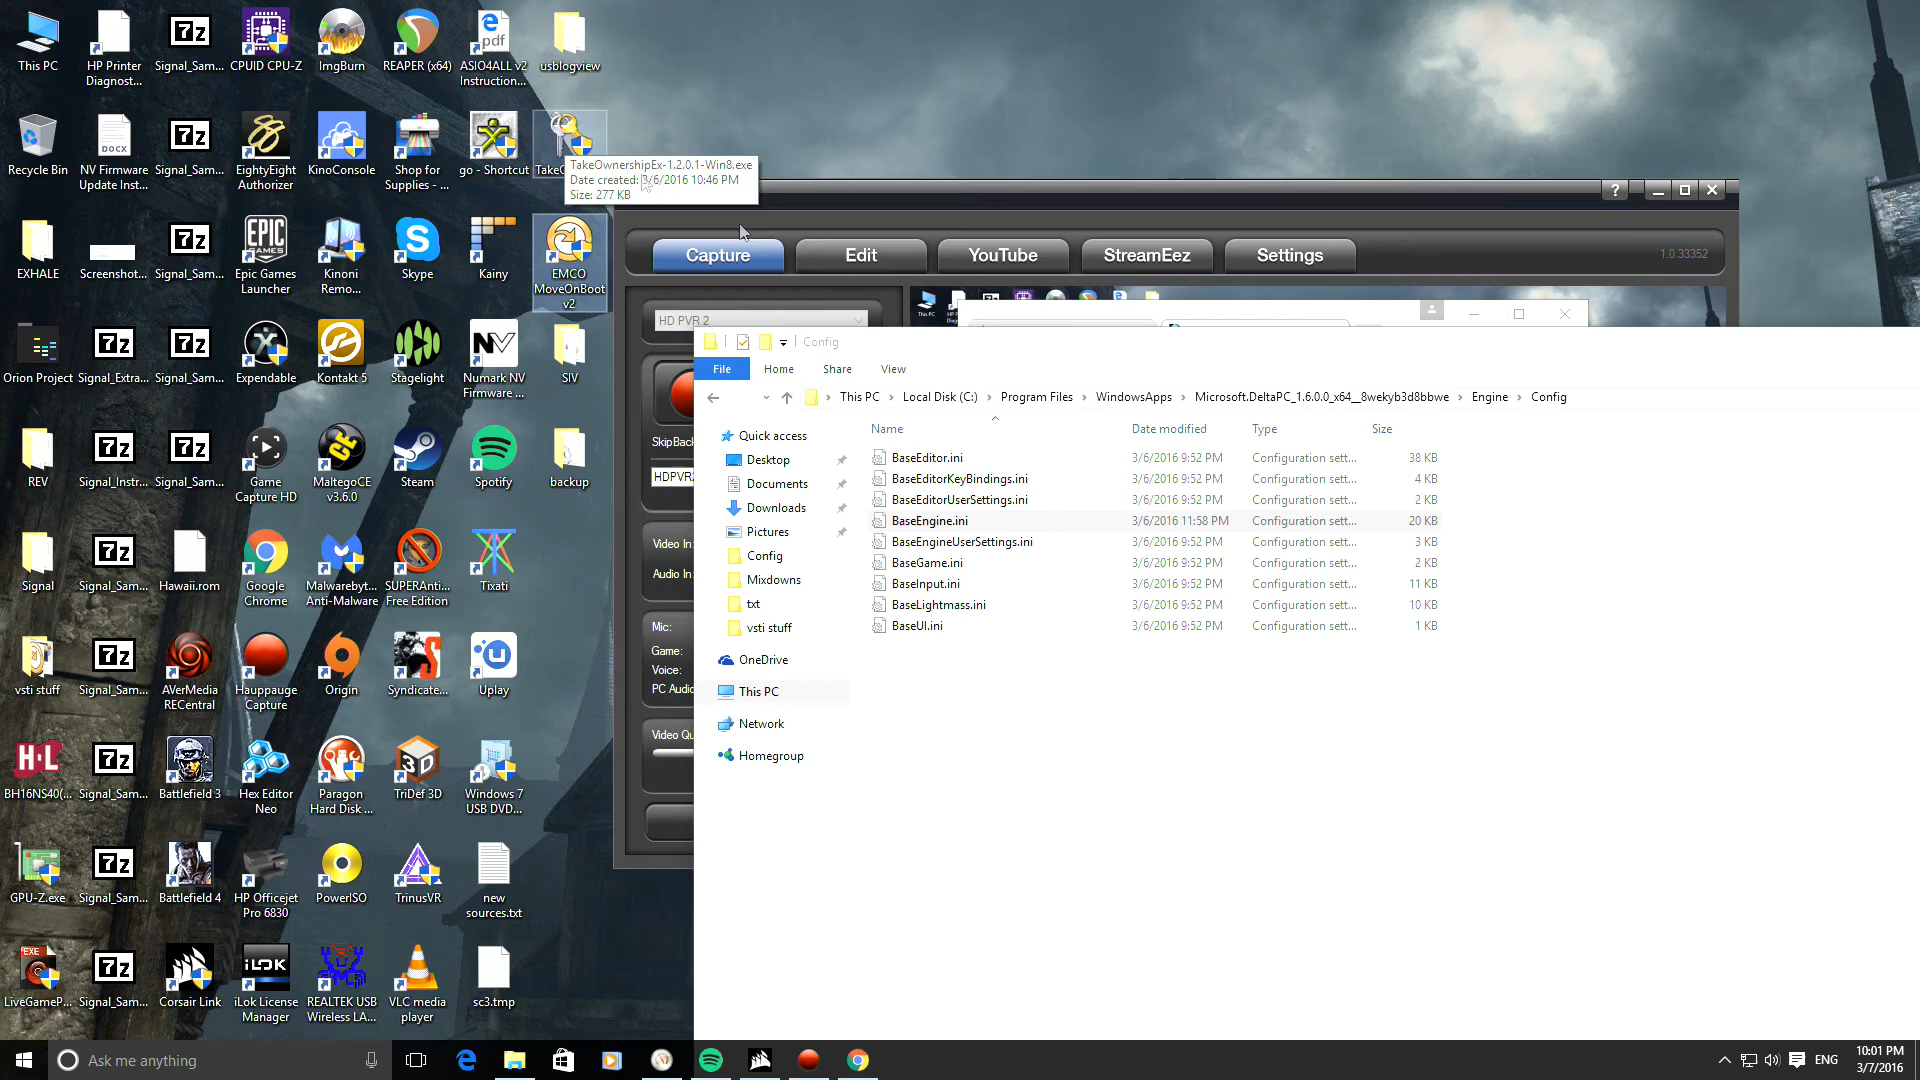 This PC
HP Printer
Diagnost...
Signal_Sam...
CPUID CPU-Z
ImgBurn
REAPER (x64)
ASIO4ALL v2
Instruction...
usblogview
Recycle Bin
NV Firmware
Update Inst...
Signal_Sam...
EightyEight
Authorizer
KinoConsole
Shop for
Supplies - ...
go - Shortcut
TakeOwnershipEx-1.2.0.1-Win8.exe
Date created: 3/6/2016 10:46 PM
Size: 277 KB
EXHALE
Screenshot...
Signal_Sam...
Epic Games
Launcher
Kinoni
Remo...
Skype
Kainy
EMCO
MoveOnBoot
v2
Orion Project
Signal_Extra...
Signal_Sam...
Expendable
Kontakt 5
Stagelight
Numark NV
Firmware ...
SIV
REV
Signal_Instr...
Signal_Sam...
Game
Capture HD
MaltegoCE
v3.6.0
Steam
Spotify
backup
Signal
Signal_Sam...
Hawaii.rom
Google
Chrome
Malwarebyt...
Anti-Malware
SUPERAnti...
Free Edition
Tixati
vsti stuff
Signal_Sam...
AVerMedia
RECentral
Hauppauge
Capture
Origin
Syndicate...
Uplay
BH16NS40(...
Signal_Sam...
Battlefield 3
Hex Editor
Neo
Paragon
Hard Disk ...
TriDef 3D
Windows 7
USB DVD...
GPU-Z.exe
Signal_Sam...
Battlefield 4
HP Officejet
Pro 6830
PowerISO
TrinusVR
new
sources.txt
LiveGameP...
Signal_Sam...
Corsair Link
iLok License
Manager
REALTEK USB
Wireless LA...
VLC media
player
sc3.tmp
Capture
Edit
YouTube
StreamEez
Settings
1.0.33352
HD PVR 2
SkipBack
HDPVR2
Video In:
Audio In:
Mic:
Game:
Voice:
PC Audio
Video Qu
Config
File
Home
Share
View
This PC
Local Disk (C:)
Program Files
WindowsApps
Microsoft.DeltaPC_1.6.0.0_x64__8wekyb3d8bbwe
Engine
Config
Quick access
Desktop
Documents
Downloads
Pictures
Config
Mixdowns
txt
vsti stuff
OneDrive
This PC
Network
Homegroup
Name Date modified Type Size
BaseEditor.ini 3/6/2016 9:52 PM Configuration sett... 38 KB
BaseEditorKeyBindings.ini 3/6/2016 9:52 PM Configuration sett... 4 KB
BaseEditorUserSettings.ini 3/6/2016 9:52 PM Configuration sett... 2 KB
BaseEngine.ini 3/6/2016 11:58 PM Configuration sett... 20 KB
BaseEngineUserSettings.ini 3/6/2016 9:52 PM Configuration sett... 3 KB
BaseGame.ini 3/6/2016 9:52 PM Configuration sett... 2 KB
BaseInput.ini 3/6/2016 9:52 PM Configuration sett... 11 KB
BaseLightmass.ini 3/6/2016 9:52 PM Configuration sett... 10 KB
BaseUI.ini 3/6/2016 9:52 PM Configuration sett... 1 KB
Ask me anything
ENG
10:01 PM
3/7/2016